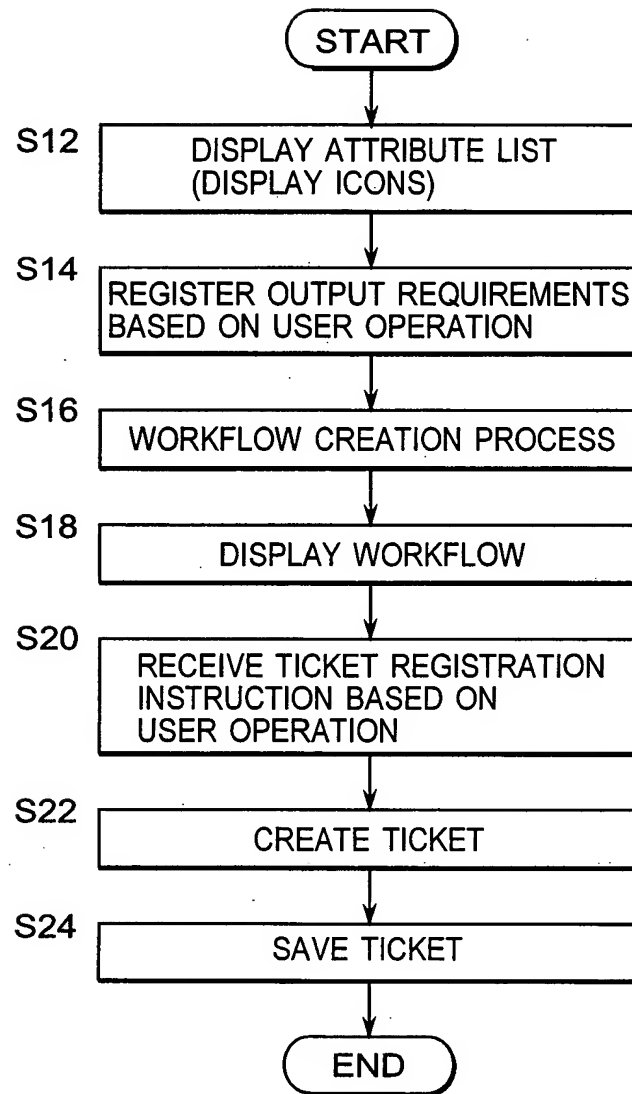 START
S12
DISPLAY ATTRIBUTE LIST
(DISPLAY ICONS)
S14
REGISTER OUTPUT REQUIREMENTS
BASED ON USER OPERATION
S16
WORKFLOW CREATION PROCESS
S18
DISPLAY WORKFLOW
S20
RECEIVE TICKET REGISTRATION
INSTRUCTION BASED ON
USER OPERATION
S22
CREATE TICKET
S24
SAVE TICKET
END